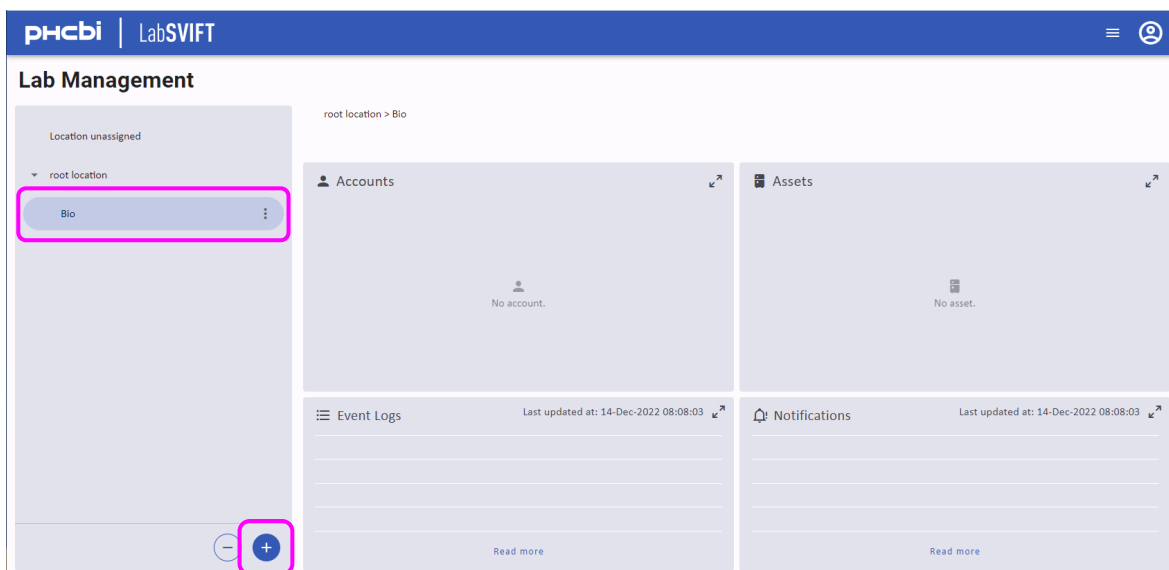 PHCbi | LabSVIFT
Lab Management
Location unassigned
root location
Bio
root location > Bio
Accounts
No account.
Assets
No asset.
Event Logs
Last updated at: 14-Dec-2022 08:08:03
Read more
Notifications
Last updated at: 14-Dec-2022 08:08:03
Read more